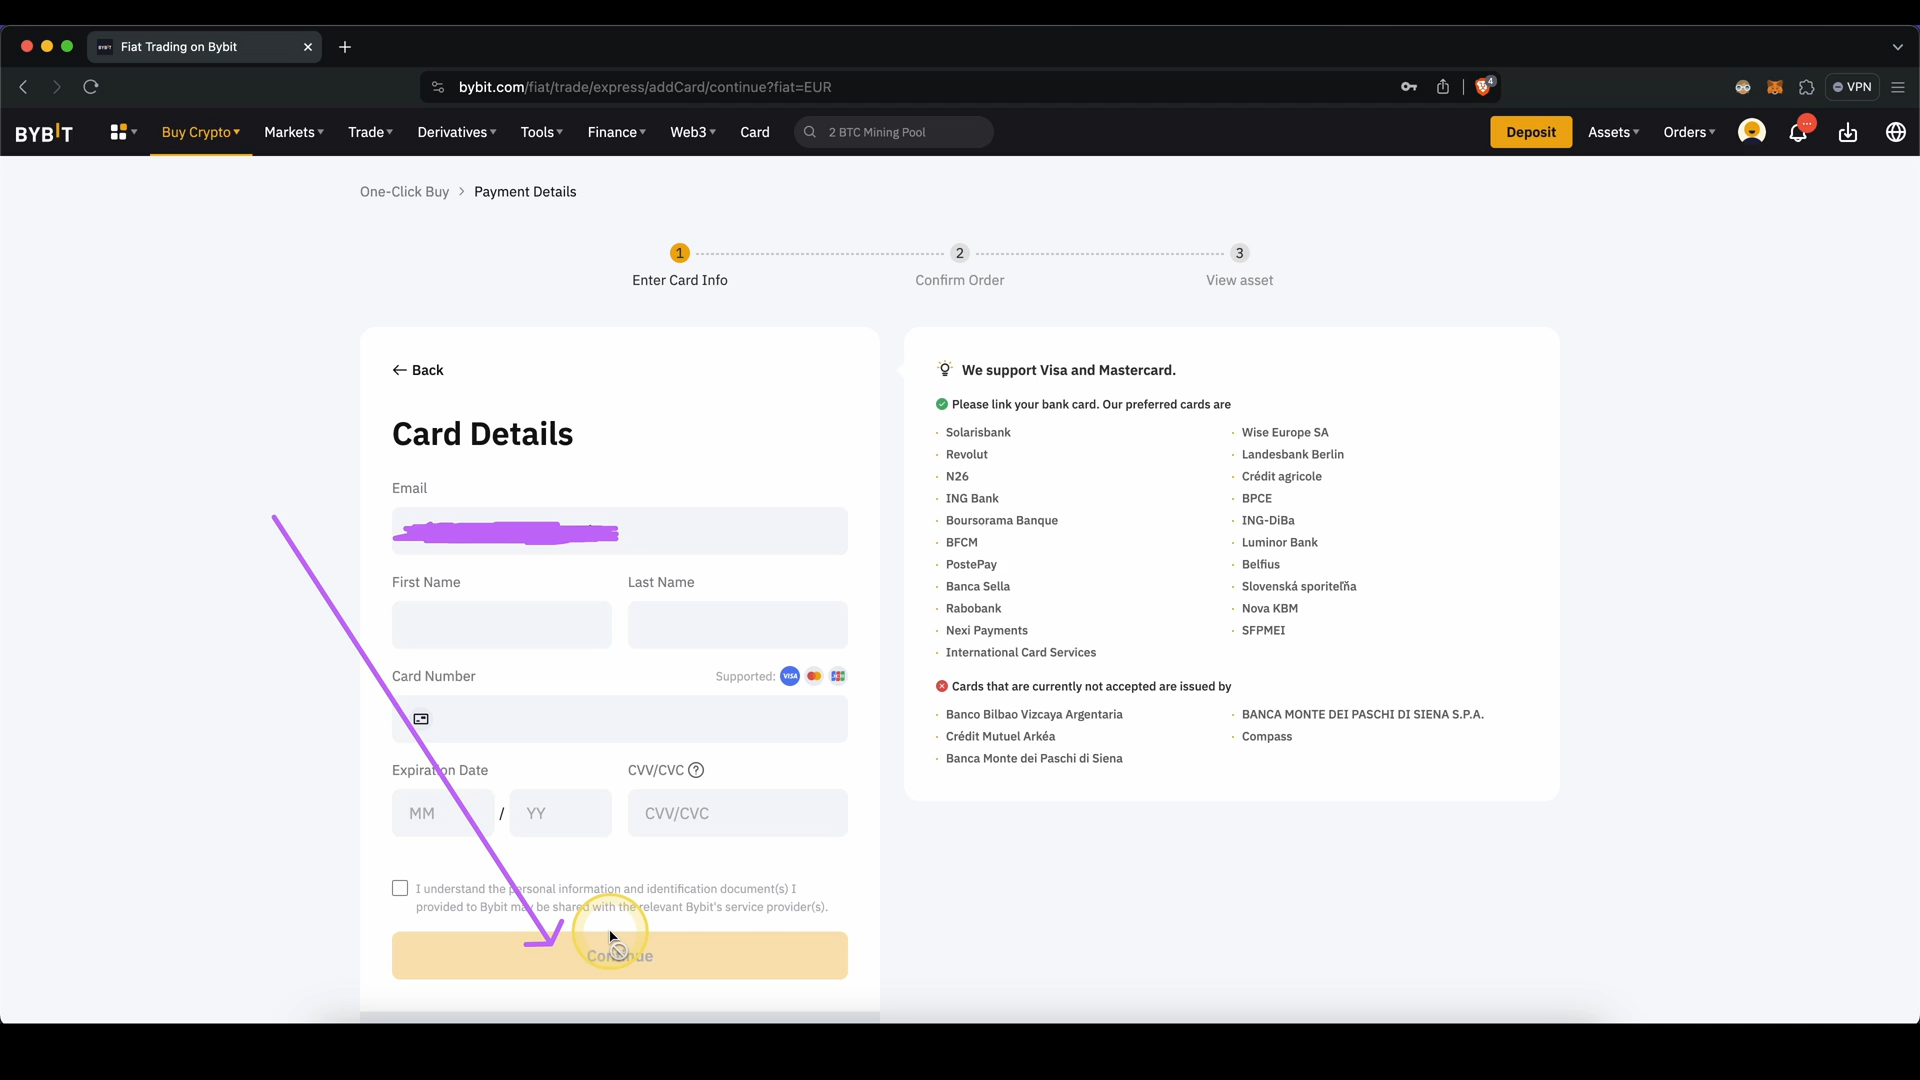 Fiat Trading on Bybit
bybit.com/fiat/trade/express/addCard/continue?fiat=EUR
4
VPN
BYBIT
Buy Crypto
Markets
Trade
Derivatives
Tools
Finance
Web3
Card
2 BTC Mining Pool
Deposit
Assets
Orders
One-Click Buy > Payment Details
1
2
3
Enter Card Info
Confirm Order
View asset
Back
Card Details
Email
First Name
Last Name
Card Number
Supported:
VISA
Expiration Date
CVV/CVC
MM / YY
CVV/CVC
I understand the personal information and identification document(s) I
provided to Bybit may be shared with the relevant Bybit's service provider(s).
Continue
We support Visa and Mastercard.
Please link your bank card. Our preferred cards are
Solarisbank
Wise Europe SA
Revolut
Landesbank Berlin
N26
Crédit agricole
ING Bank
BPCE
Boursorama Banque
ING-DiBa
BFCM
Luminor Bank
PostePay
Belfius
Banca Sella
Slovenská sporiteľňa
Rabobank
Nova KBM
Nexi Payments
SFPMEI
International Card Services
Cards that are currently not accepted are issued by
Banco Bilbao Vizcaya Argentaria
BANCA MONTE DEI PASCHI DI SIENA S.P.A.
Crédit Mutuel Arkéa
Compass
Banca Monte dei Paschi di Siena